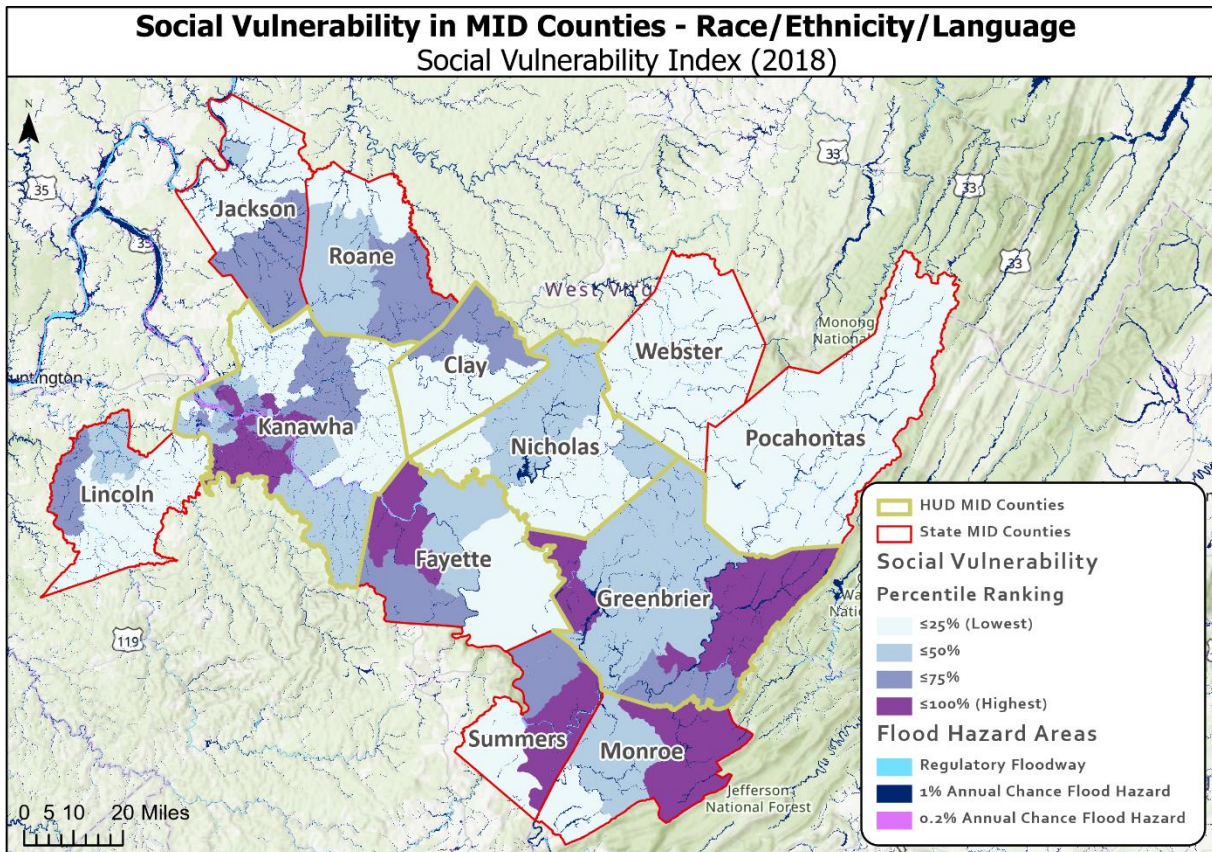 Social Vulnerability in MID Counties - Race/Ethnicity/Language
Social Vulnerability Index (2018)
N
33
33
35
35
33
Jackson
Roane
West Virg
Monong
National
Webster
Clay
untington
Kanawha
Nicholas
Pocahontas
Lincoln
Fayette
Greenbrier
119
Summers
Monroe
Jefferson
National Forest
0 5 10 20 Miles
HUD MID Counties
State MID Counties
Social Vulnerability
Percentile Ranking
≤25% (Lowest)
≤50%
≤75%
≤100% (Highest)
Flood Hazard Areas
Regulatory Floodway
1% Annual Chance Flood Hazard
0.2% Annual Chance Flood Hazard